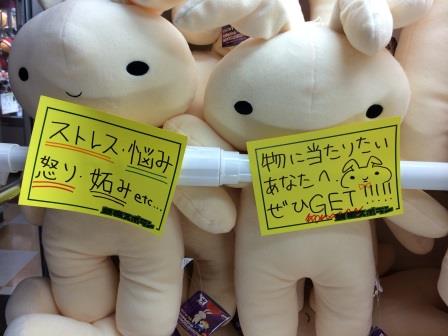 ストレス・悩み
怒り・妬み etc...
物に当たりたい
あなたへ
ぜひGET!!!!!